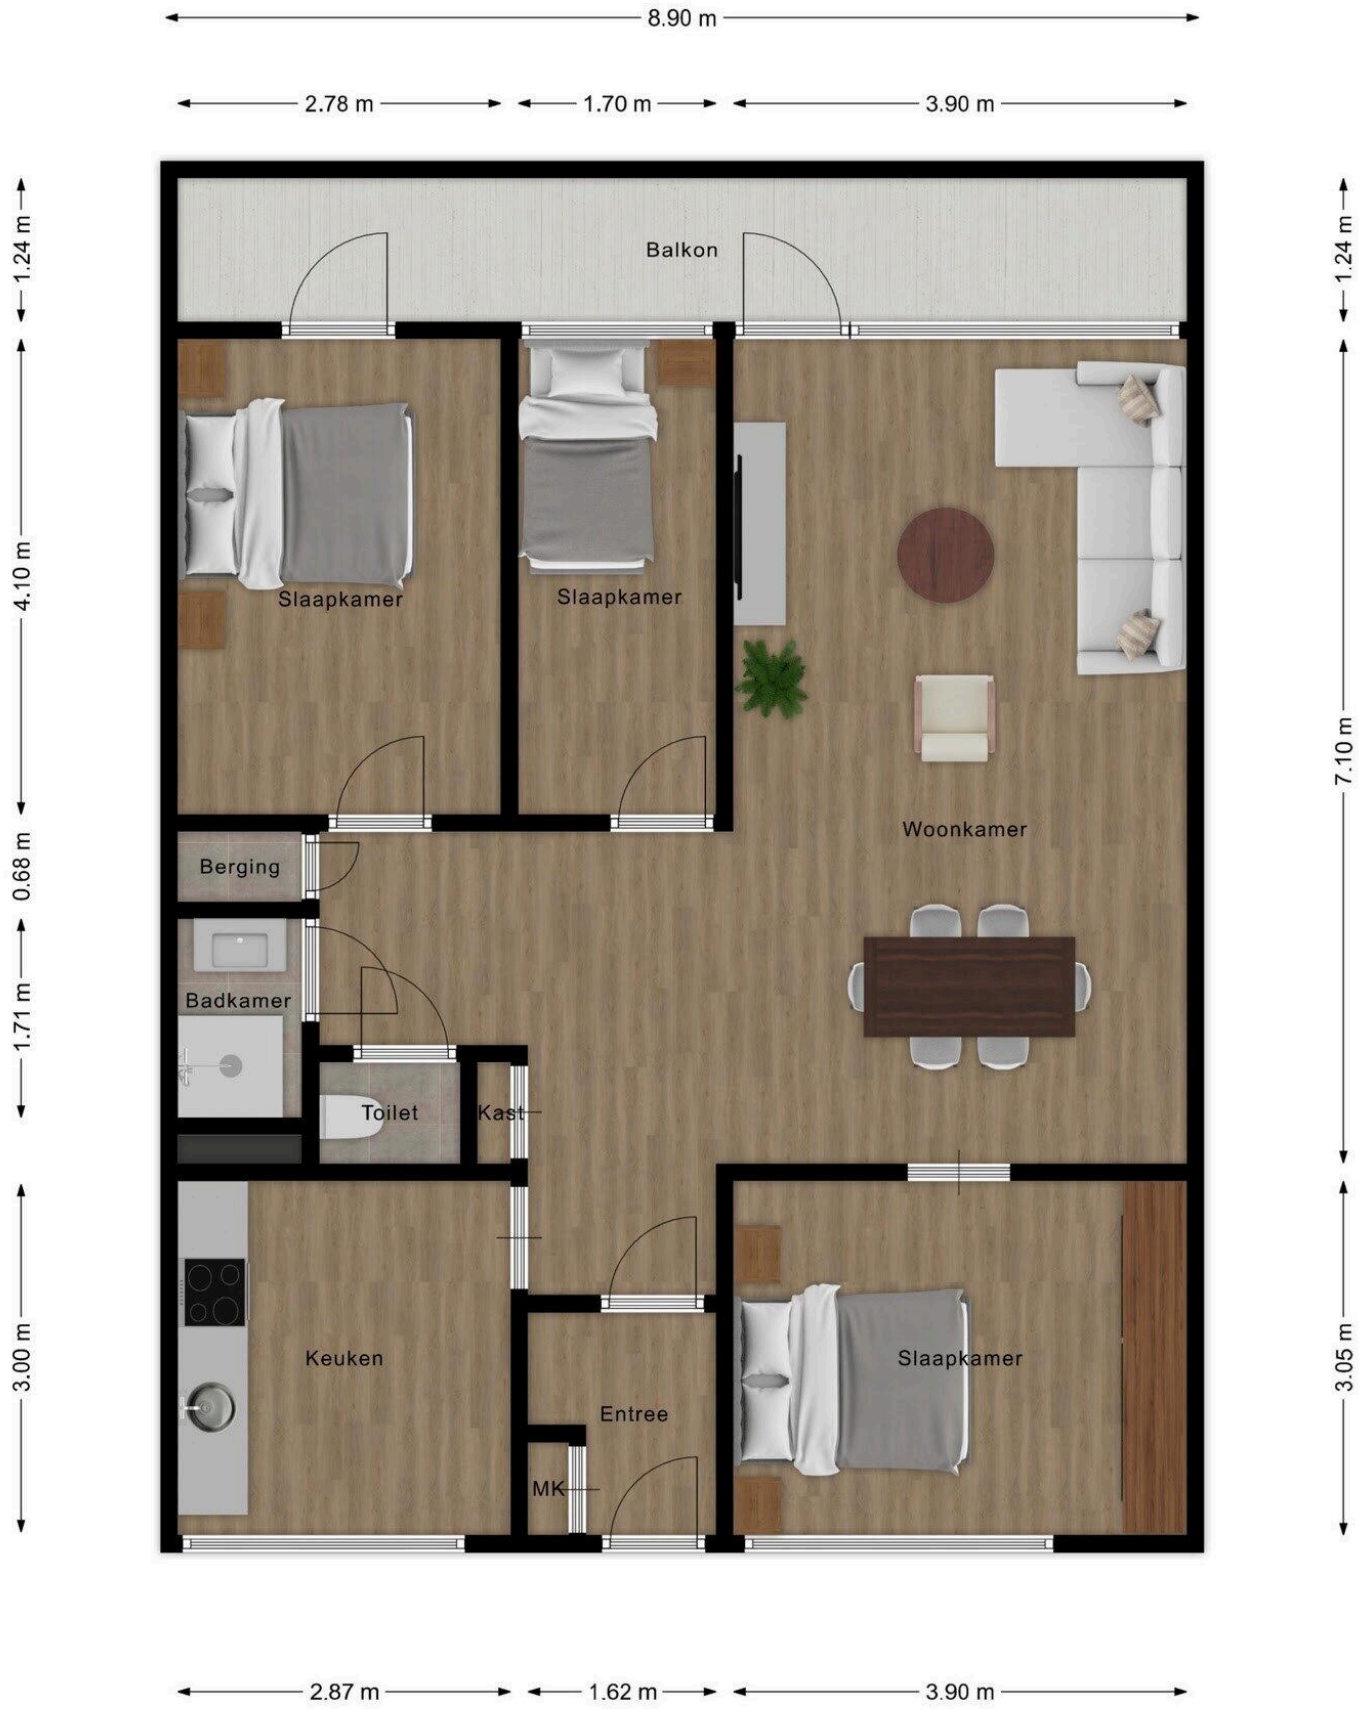 8.90 m
2.78 m
1.70 m
3.90 m
1.24 m
1.24 m
Balkon
4.10 m
Slaapkamer
Slaapkamer
7.10 m
Woonkamer
0.68 m
Berging
1.71 m
Badkamer
Toilet
Kast
3.00 m
Keuken
Slaapkamer
3.05 m
Entree
MK
2.87 m
1.62 m
3.90 m